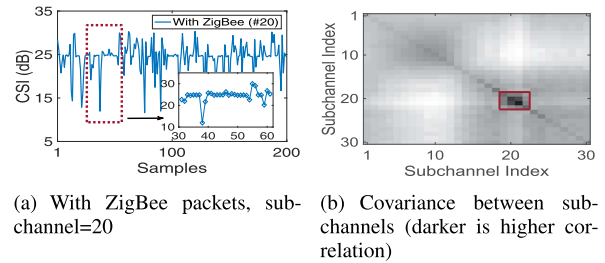 With ZigBee (#20)
35
25
15
5
CSI (dB)
30
20
10
30 40 50 60
1 100 200
Samples
1
10
20
30
Subchannel Index
1 10 20 30
Subchannel Index
(a) With ZigBee packets, sub-
channel=20
(b) Covariance between sub-
channels (darker is higher cor-
relation)